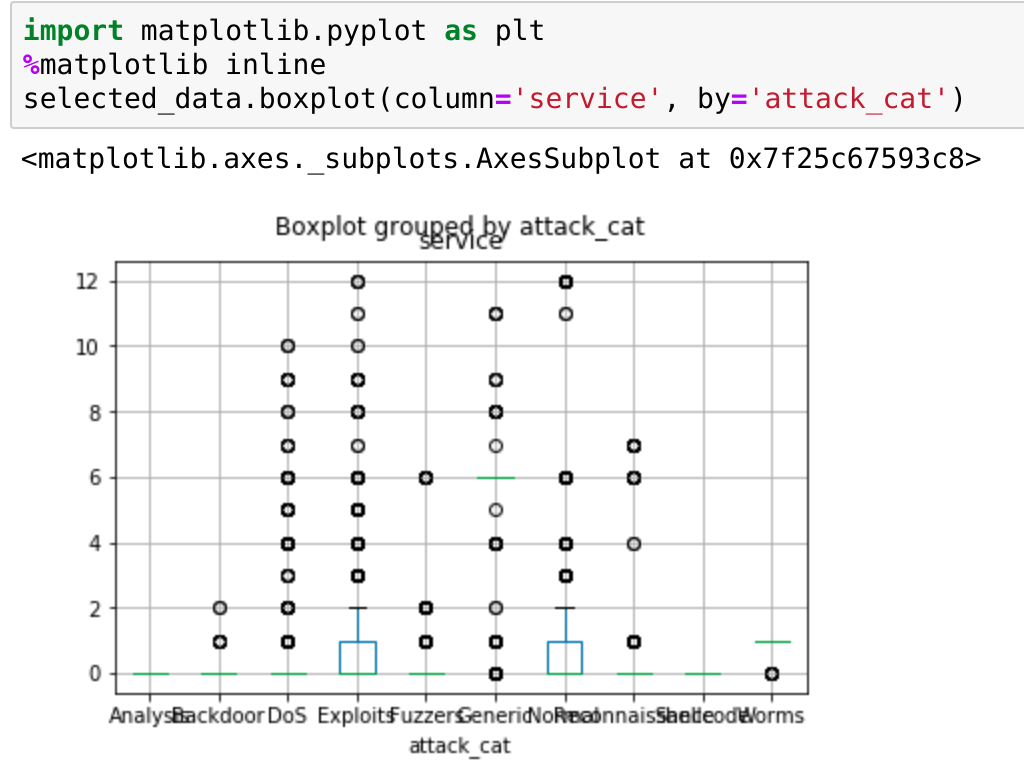 import matplotlib.pyplot as plt
%matplotlib inline
selected_data.boxplot(column='service', by='attack_cat')
<matplotlib.axes._subplots.AxesSubplot at 0x7f25c67593c8>
Boxplot grouped by attack_cat
service
12
10
8
6
4
2
0
Analysis Backdoor DoS Exploits Fuzzers Generic Normal Reconnaissance Shellcode Worms
attack_cat